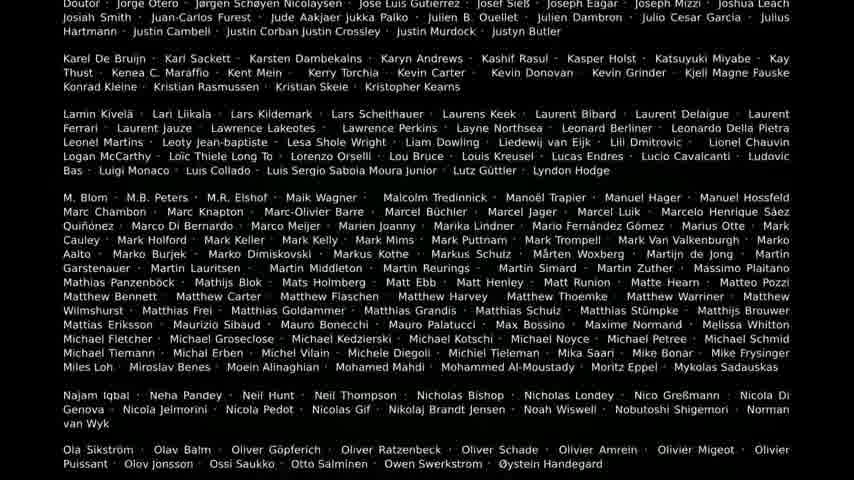 Doutor · Jorge Otero · Jørgen Schøyen Nicolaysen · Jose Luis Gutierrez · Josef Sieß · Joseph Eagar · Joseph Mizzi · Joshua Leach
Josiah Smith · Juan-Carlos Furest · Jude Aakjaer jukka Palko · Julien B. Ouellet · Julien Dambron · Julio Cesar Garcia · Julius
Hartmann · Justin Cambell · Justin Corban Justin Crossley · Justin Murdock · Justyn Butler
Karel De Bruijn · Karl Sackett · Karsten Dambekalns · Karyn Andrews · Kashif Rasul · Kasper Holst · Katsuyuki Miyabe · Kay
Thust · Kenea C. Maraffio · Kent Mein · Kerry Torchia · Kevin Carter · Kevin Donovan · Kevin Grinder · Kjell Magne Fauske
Konrad Kleine · Kristian Rasmussen · Kristian Skeie · Kristopher Kearns
Lamin Kivelä · Lari Liikala · Lars Kildemark · Lars Scheithauer · Laurens Keek · Laurent Bibard · Laurent Delaigue · Laurent
Ferrari · Laurent Jauze · Lawrence Lakeotes · Lawrence Perkins · Layne Northsea · Leonard Berliner · Leonardo Della Pietra
Leonel Martins · Leoty Jean-baptiste · Lesa Shole Wright · Liam Dowling · Liedewij van Eijk · Lili Dmitrovic · Lionel Chauvin
Logan McCarthy · Loïc Thiele Long To · Lorenzo Orselli · Lou Bruce · Louis Kreusel · Lucas Endres · Lucio Cavalcanti · Ludovic
Bas · Luigi Monaco · Luis Collado · Luis Sergio Saboia Moura Junior · Lutz Güttler · Lyndon Hodge
M. Blom · M.B. Peters · M.R. Elshof · Maik Wagner · Malcolm Tredinnick · Manoël Trapier · Manuel Hager · Manuel Hossfeld
Marc Chambon · Marc Knapton · Marc-Olivier Barre · Marcel Büchler · Marcel Jager · Marcel Luik · Marcelo Henrique Sáez
Quiñónez · Marco Di Bernardo · Marco Meijer · Marien Joanny · Marika Lindner · Mario Fernández Gómez · Marius Otte · Mark
Cauley · Mark Holford · Mark Keller · Mark Kelly · Mark Mims · Mark Puttnam · Mark Trompell · Mark Van Valkenburgh · Marko
Aalto · Marko Burjek · Marko Dimiskovski · Markus Kothe · Markus Schulz · Mårten Woxberg · Martijn de Jong · Martin
Garstenauer · Martin Lauritsen · Martin Middleton · Martin Reurings · Martin Simard · Martin Zuther · Massimo Plaitano
Mathias Panzenböck · Mathijs Blok · Mats Holmberg · Matt Ebb · Matt Henley · Matt Runion · Matte Hearn · Matteo Pozzi
Matthew Bennett · Matthew Carter · Matthew Flaschen · Matthew Harvey · Matthew Thoemke · Matthew Warriner · Matthew
Wilmshurst · Matthias Frei · Matthias Goldammer · Matthias Grandis · Matthias Schulz · Matthias Stümpke · Matthijs Brouwer
Mattias Eriksson · Maurizio Sibaud · Mauro Bonecchi · Mauro Palatucci · Max Bossino · Maxime Normand · Melissa Whitton
Michael Fletcher · Michael Groseclose · Michael Kedzierski · Michael Kotschi · Michael Noyce · Michael Petree · Michael Schmid
Michael Tiemann · Michal Erben · Michel Vilain · Michele Diegoli · Michiel Tieleman · Mika Saari · Mike Bonar · Mike Frysinger
Miles Loh · Miroslav Benes · Moein Alinaghian · Mohamed Mahdi · Mohammed Al-Moustady · Moritz Eppel · Mykolas Sadauskas
Najam Iqbal · Neha Pandey · Neil Hunt · Neil Thompson · Nicholas Bishop · Nicholas Londey · Nico Greßmann · Nicola Di
Genova · Nicola Jelmorini · Nicola Pedot · Nicolas Gif · Nikolaj Brandt Jensen · Noah Wiswell · Nobutoshi Shigemori · Norman
van Wyk
Ola Sikström · Olav Balm · Oliver Göpferich · Oliver Ratzenbeck · Oliver Schade · Olivier Amrein · Olivier Migeot · Olivier
Puissant · Olov Jonsson · Ossi Saukko · Otto Salminen · Owen Swerkstrom · Øystein Handegard